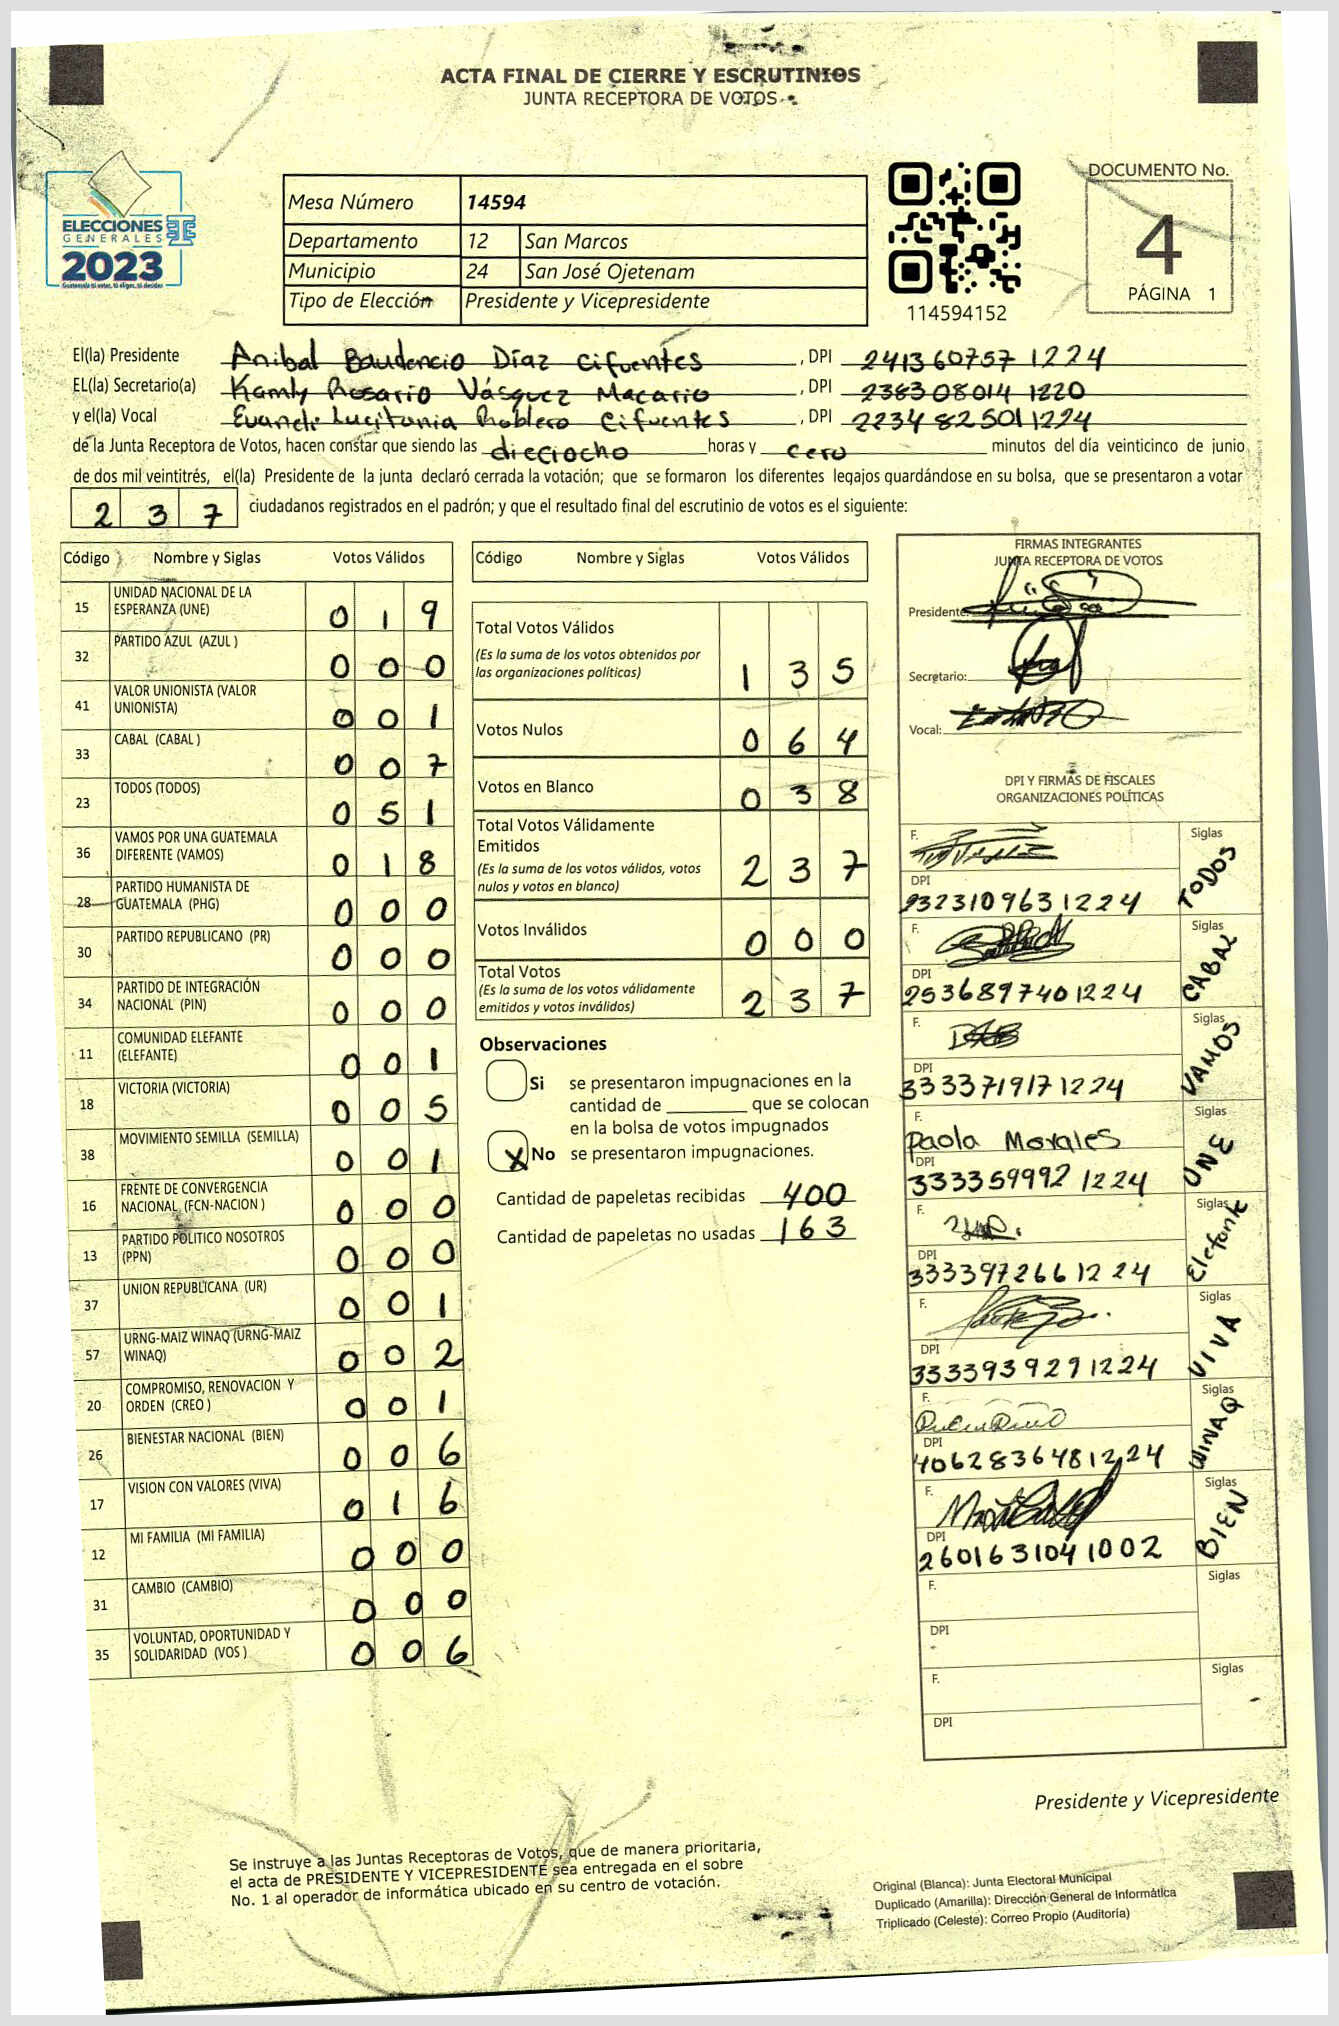 ACTA FINAL DE CIERRE Y ESCRUTINIOS
JUNTA RECEPTORA DE VOTOS
ELECCIONES
GENERALES
2023
Guatemala tú votas, tú eliges, tú decides
Mesa Número 14594
Departamento 12 San Marcos
Municipio 24 San José Ojetenam
Tipo de Elección Presidente y Vicepresidente
114594152
DOCUMENTO No.
4
PÁGINA 1
El(la) Presidente Anibal Baudencio Díaz Cifuentes, DPI 241360757 1224
EL(la) Secretario(a) Kamly Rosario Vásquez Macario, DPI 238308014 1220
y el(la) Vocal Lucitania Roblero Cifuentes, DPI 2234 82501 1224
de la Junta Receptora de Votos, hacen constar que siendo las dieciocho horas y cero minutos del día veinticinco de junio
de dos mil veintitrés, el(la) Presidente de la junta declaró cerrada la votación; que se formaron los diferentes legajos guardándose en su bolsa, que se presentaron a votar
2 3 7 ciudadanos registrados en el padrón; y que el resultado final del escrutinio de votos es el siguiente:
Código Nombre y Siglas Votos Válidos
15 UNIDAD NACIONAL DE LA
ESPERANZA (UNE) 0 1 9
32 PARTIDO AZUL (AZUL ) 0 0 0
41 VALOR UNIONISTA (VALOR
UNIONISTA) 0 0 1
33 CABAL (CABAL ) 0 0 7
23 TODOS (TODOS) 0 5 1
36 VAMOS POR UNA GUATEMALA
DIFERENTE (VAMOS) 0 1 8
28 PARTIDO HUMANISTA DE
GUATEMALA (PHG) 0 0 0
30 PARTIDO REPUBLICANO (PR) 0 0 0
34 PARTIDO DE INTEGRACIÓN
NACIONAL (PIN) 0 0 0
11 COMUNIDAD ELEFANTE
(ELEFANTE) 0 0 1
18 VICTORIA (VICTORIA) 0 0 5
38 MOVIMIENTO SEMILLA (SEMILLA) 0 0 1
16 FRENTE DE CONVERGENCIA
NACIONAL (FCN-NACION ) 0 0 0
13 PARTIDO POLITICO NOSOTROS
(PPN) 0 0 0
37 UNION REPUBLICANA (UR) 0 0 1
57 URNG-MAIZ WINAQ (URNG-MAIZ
WINAQ) 0 0 2
20 COMPROMISO, RENOVACION Y
ORDEN (CREO ) 0 0 1
26 BIENESTAR NACIONAL (BIEN) 0 0 6
17 VISION CON VALORES (VIVA) 0 1 6
12 MI FAMILIA (MI FAMILIA) 0 0 0
31 CAMBIO (CAMBIO) 0 0 0
35 VOLUNTAD, OPORTUNIDAD Y
SOLIDARIDAD (VOS ) 0 0 6
Código Nombre y Siglas Votos Válidos
Total Votos Válidos
(Es la suma de los votos obtenidos por
las organizaciones políticas) 1 3 5
Votos Nulos 0 6 4
Votos en Blanco 0 3 8
Total Votos Válidamente
Emitidos
(Es la suma de los votos válidos, votos
nulos y votos en blanco) 2 3 7
Votos Inválidos 0 0 0
Total Votos
(Es la suma de los votos válidamente
emitidos y votos inválidos) 2 3 7
Observaciones
Si se presentaron impugnaciones en la
cantidad de ________ que se colocan
en la bolsa de votos impugnados
X No se presentaron impugnaciones.
Cantidad de papeletas recibidas 400
Cantidad de papeletas no usadas 163
FIRMAS INTEGRANTES
JUNTA RECEPTORA DE VOTOS
Presidente:
Secretario:
Vocal:
DPI Y FIRMAS DE FISCALES
ORGANIZACIONES POLÍTICAS
F. Siglas TODOS
DPI
2323109631224
F. Siglas CABAL
DPI
2536897401224
F. Siglas VAMOS
DPI
3333719171224
F. Siglas UNE
Paola Morales
DPI
333359992 1224
F. Siglas Elefante
DPI
3333972661224
F. Siglas VIVA
DPI
3333939291224
F. Siglas WINAQ
DPI
4062836481224
F. Siglas BIEN
DPI
2601631041002
F. Siglas
DPI
F. Siglas
DPI
Presidente y Vicepresidente
Se instruye a las Juntas Receptoras de Votos, que de manera prioritaria,
el acta de PRESIDENTE Y VICEPRESIDENTE sea entregada en el sobre
No. 1 al operador de informática ubicado en su centro de votación.
Original (Blanca): Junta Electoral Municipal
Duplicado (Amarilla): Dirección General de Informática
Triplicado (Celeste): Correo Propio (Auditoría)